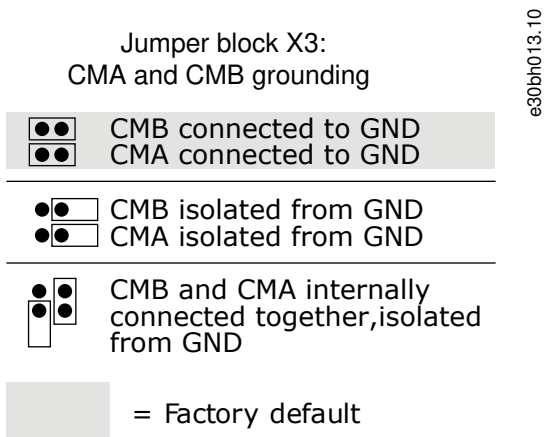 Jumper block X3:
CMA and CMB grounding
e30bh013.10
CMB connected to GND
CMA connected to GND
CMB isolated from GND
CMA isolated from GND
CMB and CMA internally
connected together,isolated
from GND
= Factory default